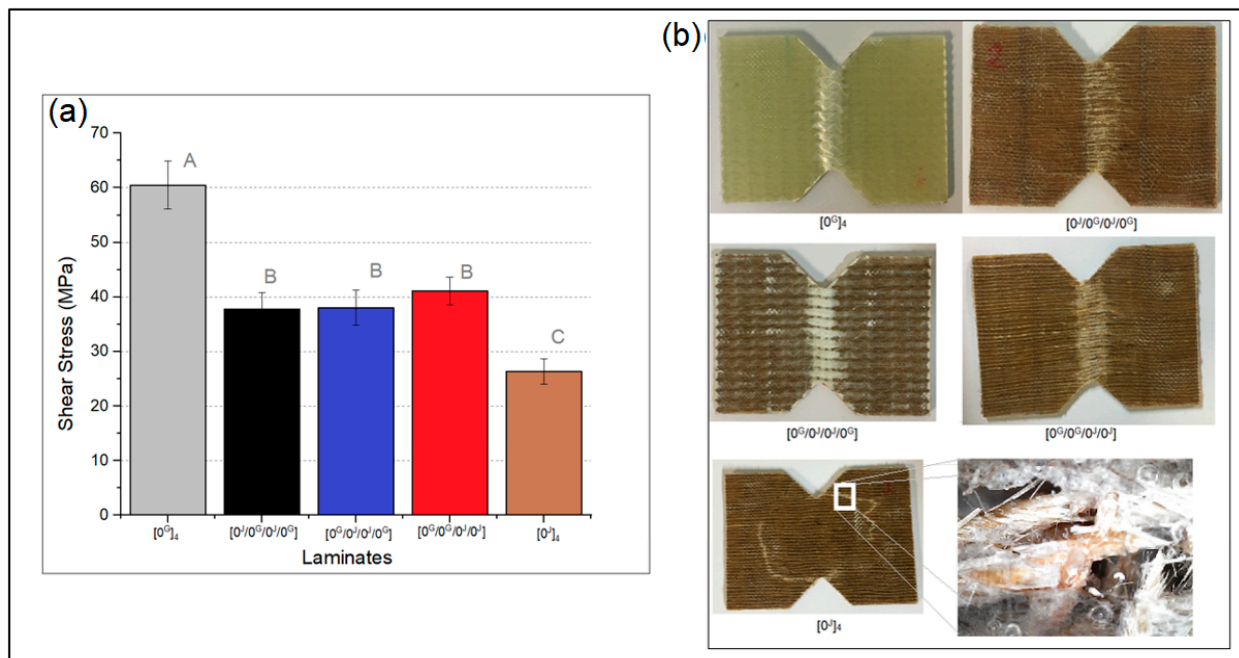 (a)
70
60
50
40
30
20
10
0
Shear Stress (MPa)
A
B
B
B
C
[0ᴳ]₄
[0ᴶ/0ᴳ/0ᴶ/0ᴳ]
[0ᴳ/0ᴶ/0ᴶ/0ᴳ]
[0ᴳ/0ᴳ/0ᴶ/0ᴶ]
[0ᴶ]₄
Laminates
(b)
[0ᴳ]₄
[0ᴶ/0ᴳ/0ᴶ/0ᴳ]
[0ᴳ/0ᴶ/0ᴶ/0ᴳ]
[0ᴳ/0ᴳ/0ᴶ/0ᴶ]
[0ᴶ]₄